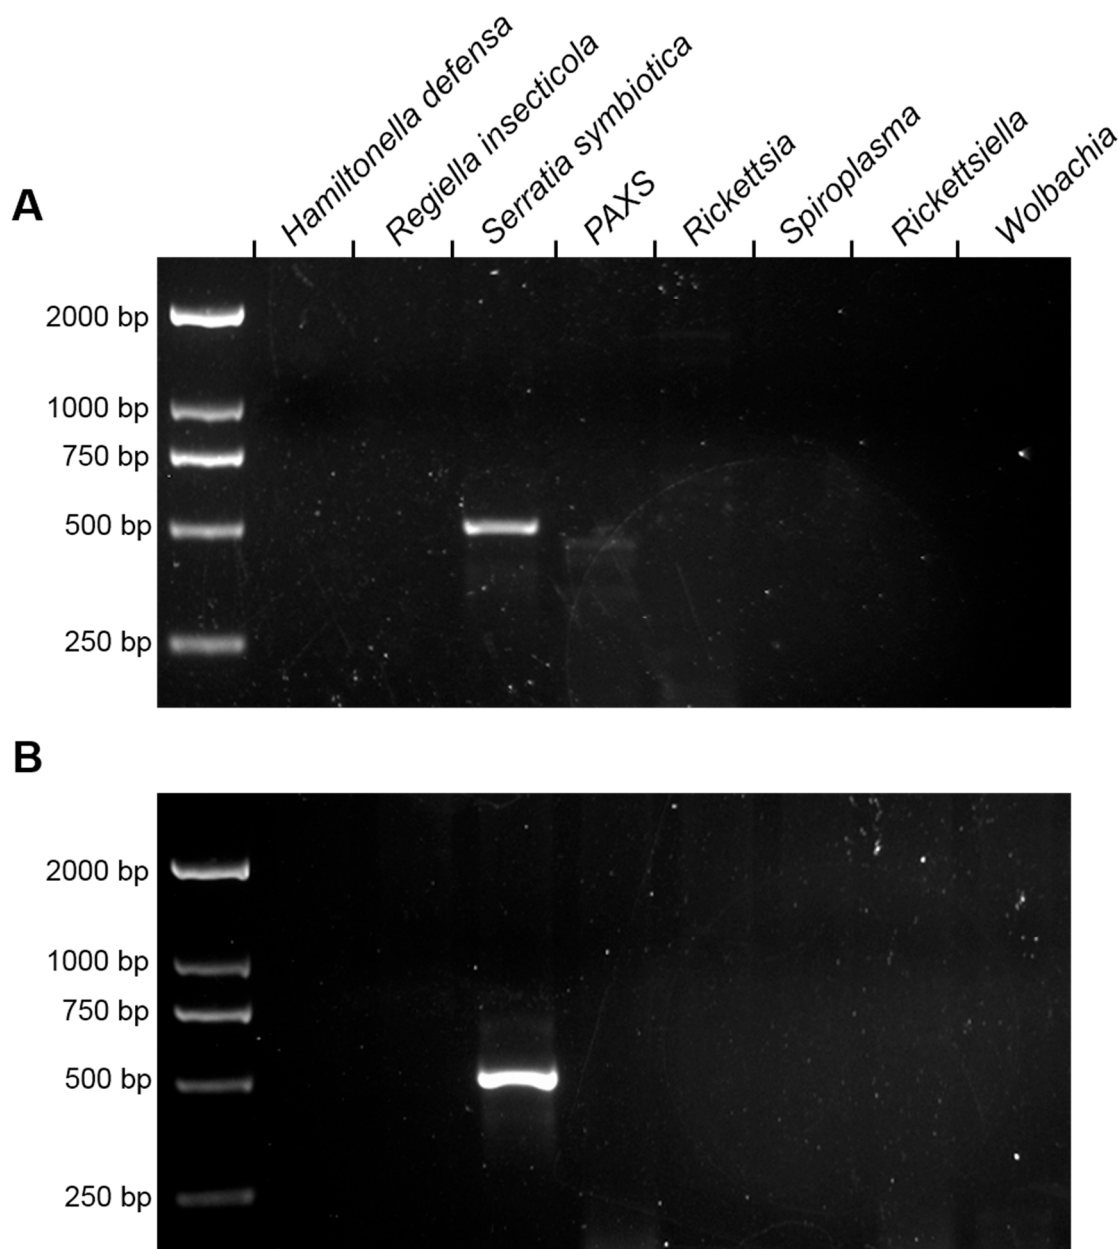 Hamiltonella defensa
Regiella insecticola
Serratia symbiotica
PAXS
Rickettsia
Spiroplasma
Rickettsiella
Wolbachia
A
2000 bp
1000 bp
750 bp
500 bp
250 bp
B
2000 bp
1000 bp
750 bp
500 bp
250 bp